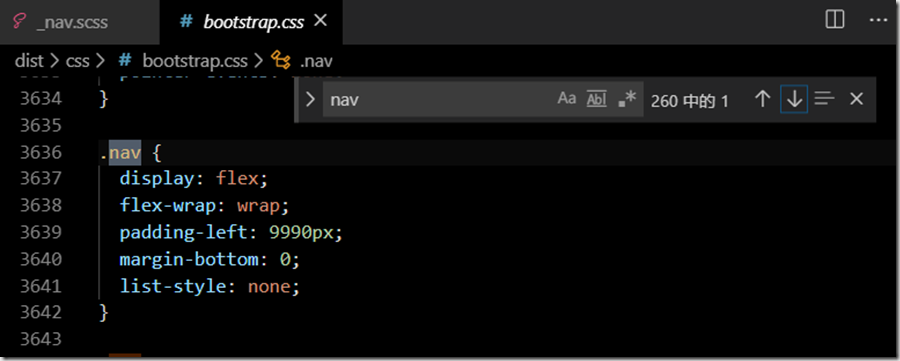 _nav.scss
# bootstrap.css
dist > css > # bootstrap.css > .nav
nav Aa Abl .* 260 中的 1
3634 }
3635
3636 .nav {
3637 display: flex;
3638 flex-wrap: wrap;
3639 padding-left: 9990px;
3640 margin-bottom: 0;
3641 list-style: none;
3642 }
3643